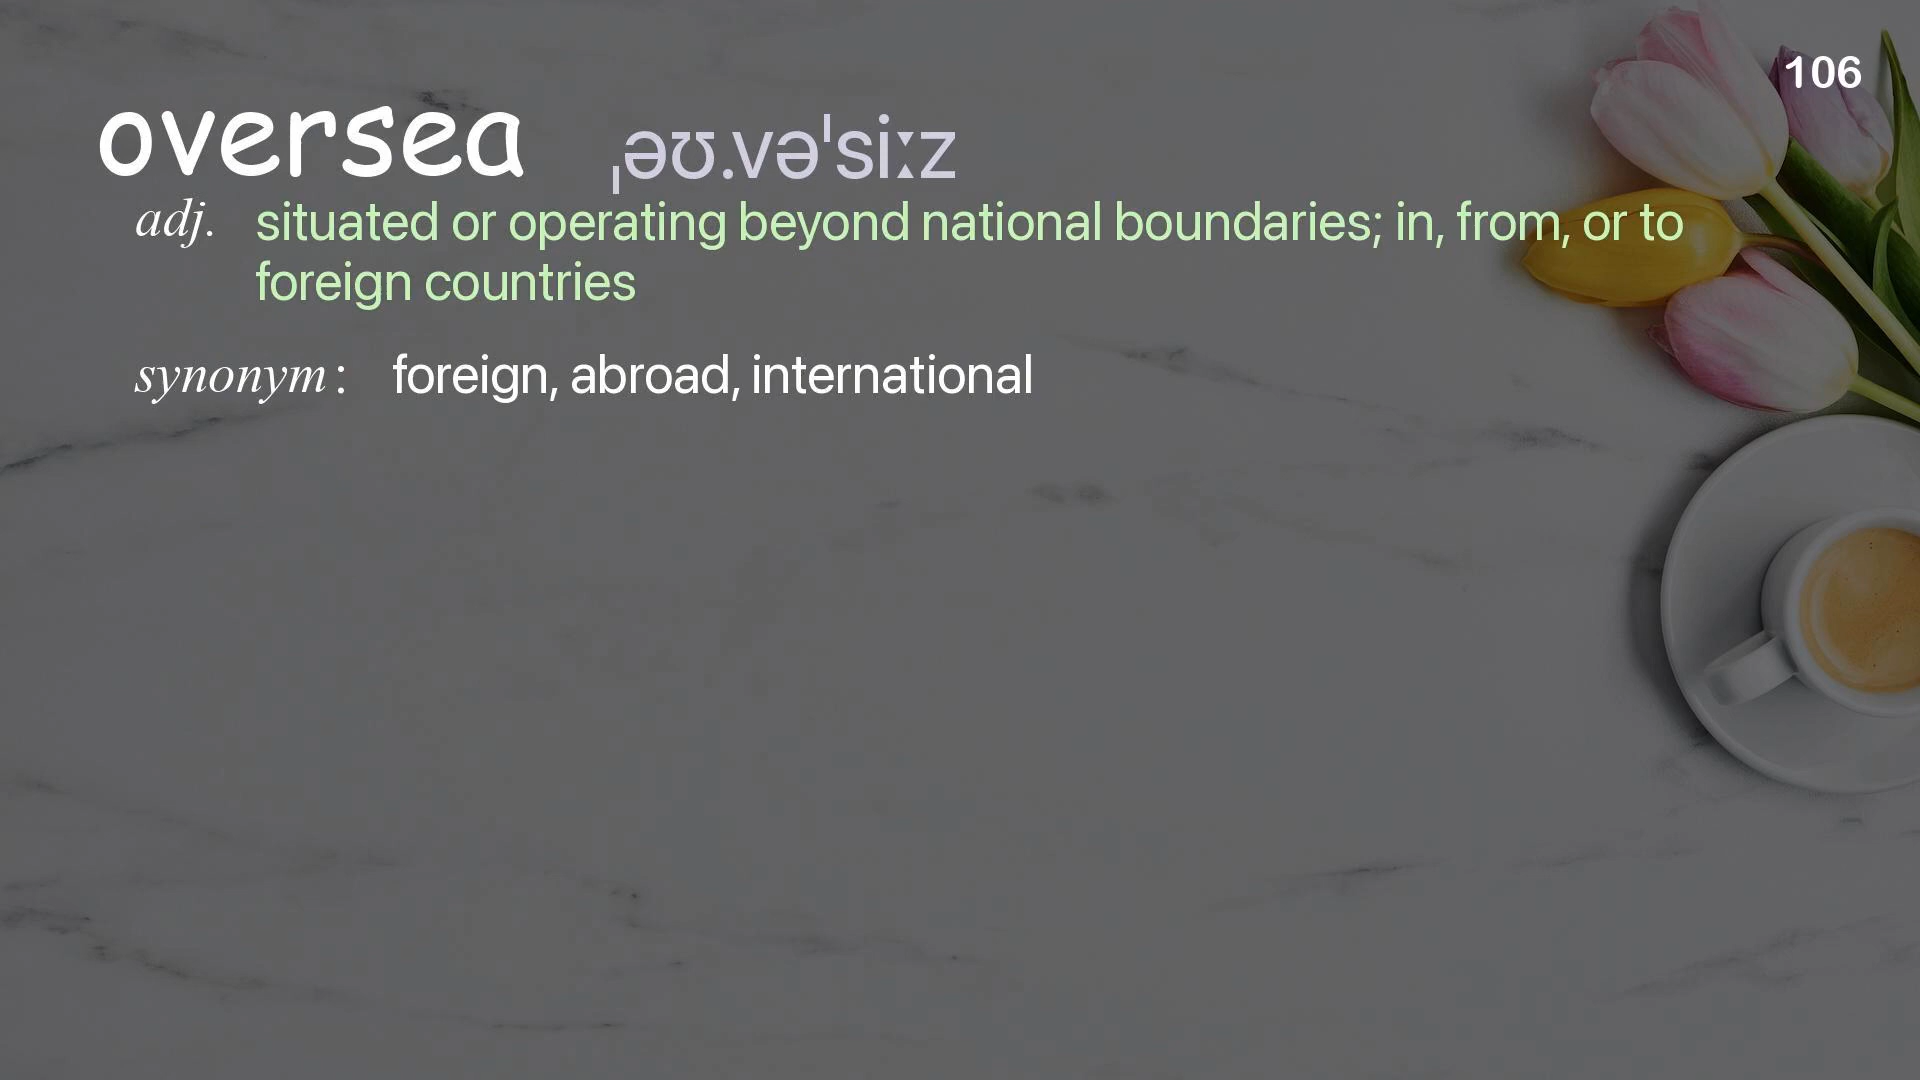 106
oversea ˌəʊ.vəˈsiːz
adj. situated or operating beyond national boundaries; in, from, or to
foreign countries
synonym: foreign, abroad, international